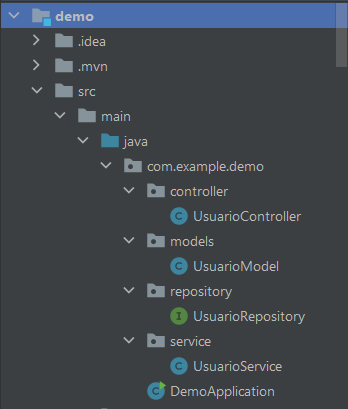 demo
.idea
.mvn
src
main
java
com.example.demo
controller
C UsuarioController
models
C UsuarioModel
repository
I UsuarioRepository
service
C UsuarioService
C DemoApplication